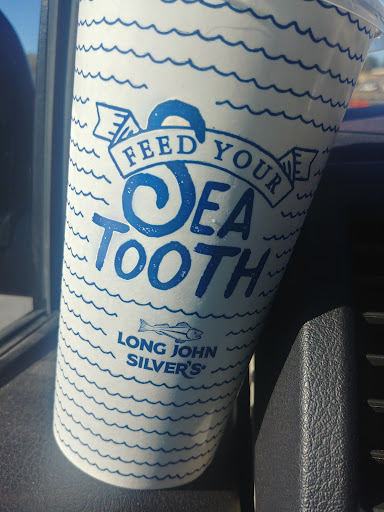 FEED YOUR
SEA
TOOTH
LONG JOHN
SILVER'S